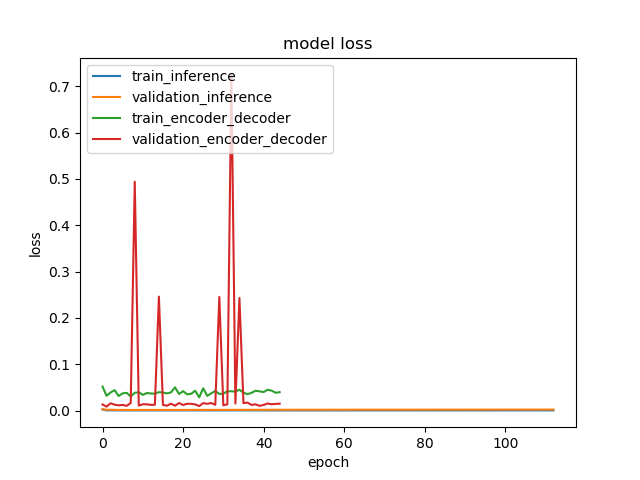 model loss
train_inference
validation_inference
train_encoder_decoder
validation_encoder_decoder
loss
0.7
0.6
0.5
0.4
0.3
0.2
0.1
0.0
0 20 40 60 80 100
epoch